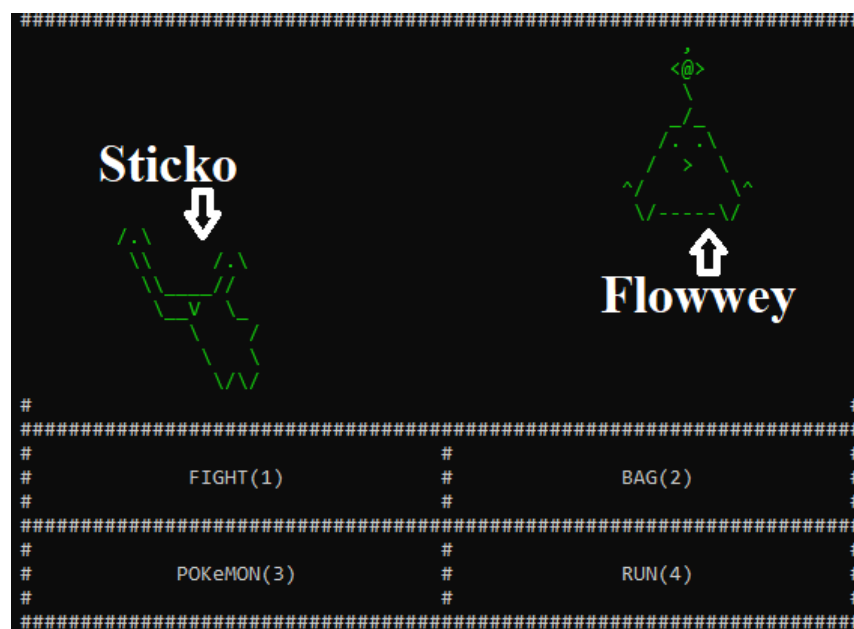 Sticko
Flowwey
FIGHT(1)
BAG(2)
POKeMON(3)
RUN(4)